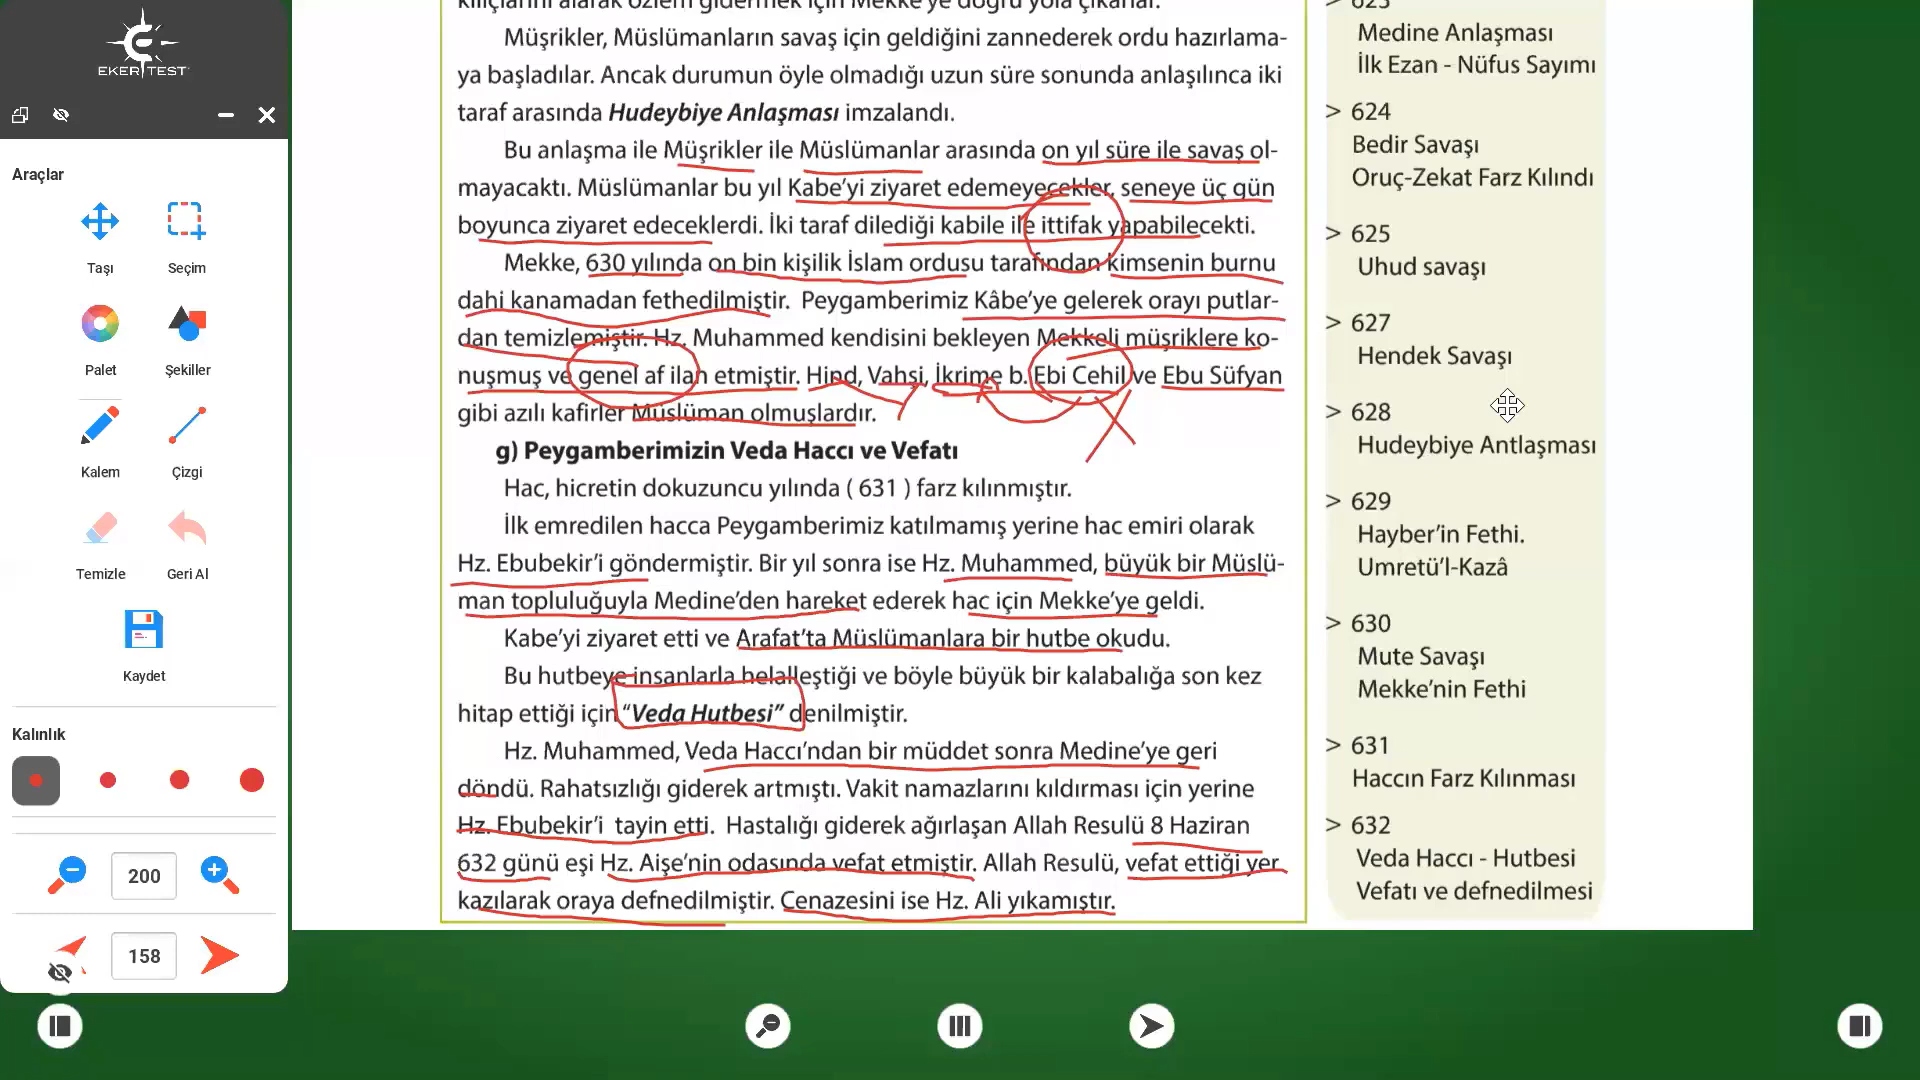 EKER TEST
Araçlar
Taşı
Seçim
Palet
Şekiller
Kalem
Çizgi
Temizle
Geri Al
Kaydet
Kalınlık
200
158
kılıçlarını alarak özlem gidermek için Mekke'ye doğru yola çıkarlar.
Müşrikler, Müslümanların savaş için geldiğini zannederek ordu hazırlama-
ya başladılar. Ancak durumun öyle olmadığı uzun süre sonunda anlaşılınca iki
taraf arasında Hudeybiye Anlaşması imzalandı.
Bu anlaşma ile Müşrikler ile Müslümanlar arasında on yıl süre ile savaş ol-
mayacaktı. Müslümanlar bu yıl Kabe'yi ziyaret edemeyecekler, seneye üç gün
boyunca ziyaret edeceklerdi. İki taraf dilediği kabile ile ittifak yapabilecekti.
Mekke, 630 yılında on bin kişilik İslam ordusu tarafından kimsenin burnu
dahi kanamadan fethedilmiştir. Peygamberimiz Kâbe'ye gelerek orayı putlar-
dan temizlemiştir. Hz. Muhammed kendisini bekleyen Mekkeli müşriklere ko-
nuşmuş ve genel af ilan etmiştir. Hind, Vahşi, İkrime b. Ebi Cehil ve Ebu Süfyan
gibi azılı kafirler Müslüman olmuşlardır.
g) Peygamberimizin Veda Haccı ve Vefatı
Hac, hicretin dokuzuncu yılında ( 631 ) farz kılınmıştır.
İlk emredilen hacca Peygamberimiz katılmamış yerine hac emiri olarak
Hz. Ebubekir'i göndermiştir. Bir yıl sonra ise Hz. Muhammed, büyük bir Müslü-
man topluluğuyla Medine'den hareket ederek hac için Mekke'ye geldi.
Kabe'yi ziyaret etti ve Arafat'ta Müslümanlara bir hutbe okudu.
Bu hutbeye insanlarla helalleştiği ve böyle büyük bir kalabalığa son kez
hitap ettiği için "Veda Hutbesi" denilmiştir.
Hz. Muhammed, Veda Haccı'ndan bir müddet sonra Medine'ye geri
döndü. Rahatsızlığı giderek artmıştı. Vakit namazlarını kıldırması için yerine
Hz. Ebubekir'i tayin etti. Hastalığı giderek ağırlaşan Allah Resulü 8 Haziran
632 günü eşi Hz. Aişe'nin odasında vefat etmiştir. Allah Resulü, vefat ettiği yer
kazılarak oraya defnedilmiştir. Cenazesini ise Hz. Ali yıkamıştır.
> 623
Medine Anlaşması
İlk Ezan - Nüfus Sayımı
> 624
Bedir Savaşı
Oruç-Zekat Farz Kılındı
> 625
Uhud savaşı
> 627
Hendek Savaşı
> 628
Hudeybiye Antlaşması
> 629
Hayber'in Fethi.
Umretü'l-Kazâ
> 630
Mute Savaşı
Mekke'nin Fethi
> 631
Haccın Farz Kılınması
> 632
Veda Haccı - Hutbesi
Vefatı ve defnedilmesi